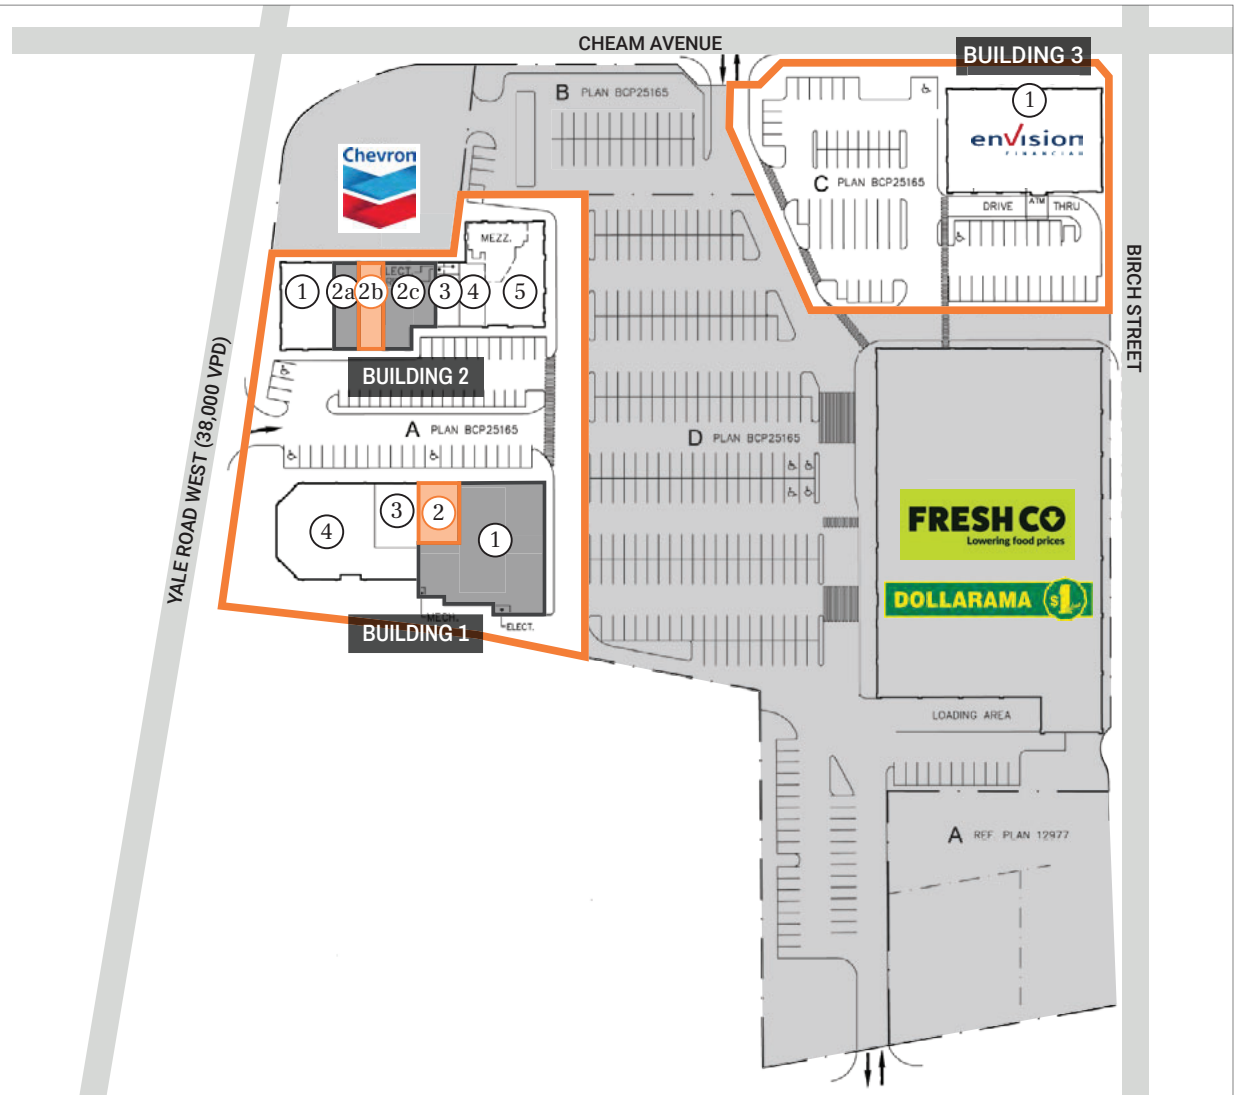 CHEAM AVENUE
BUILDING 3
B PLAN BCP25165
1
enVision
FINANCIAL
Chevron
C PLAN BCP25165
DRIVE ATM THRU
MEZZ.
ELECT.
1 2a 2b 2c 3 4 5
BIRCH STREET
BUILDING 2
YALE ROAD WEST (38,000 VPD)
A PLAN BCP25165
D PLAN BCP25165
4 3 2 1
FRESHCO
Lowering food prices
DOLLARAMA $1
MECH.
ELECT.
BUILDING 1
LOADING AREA
A REF. PLAN 12977